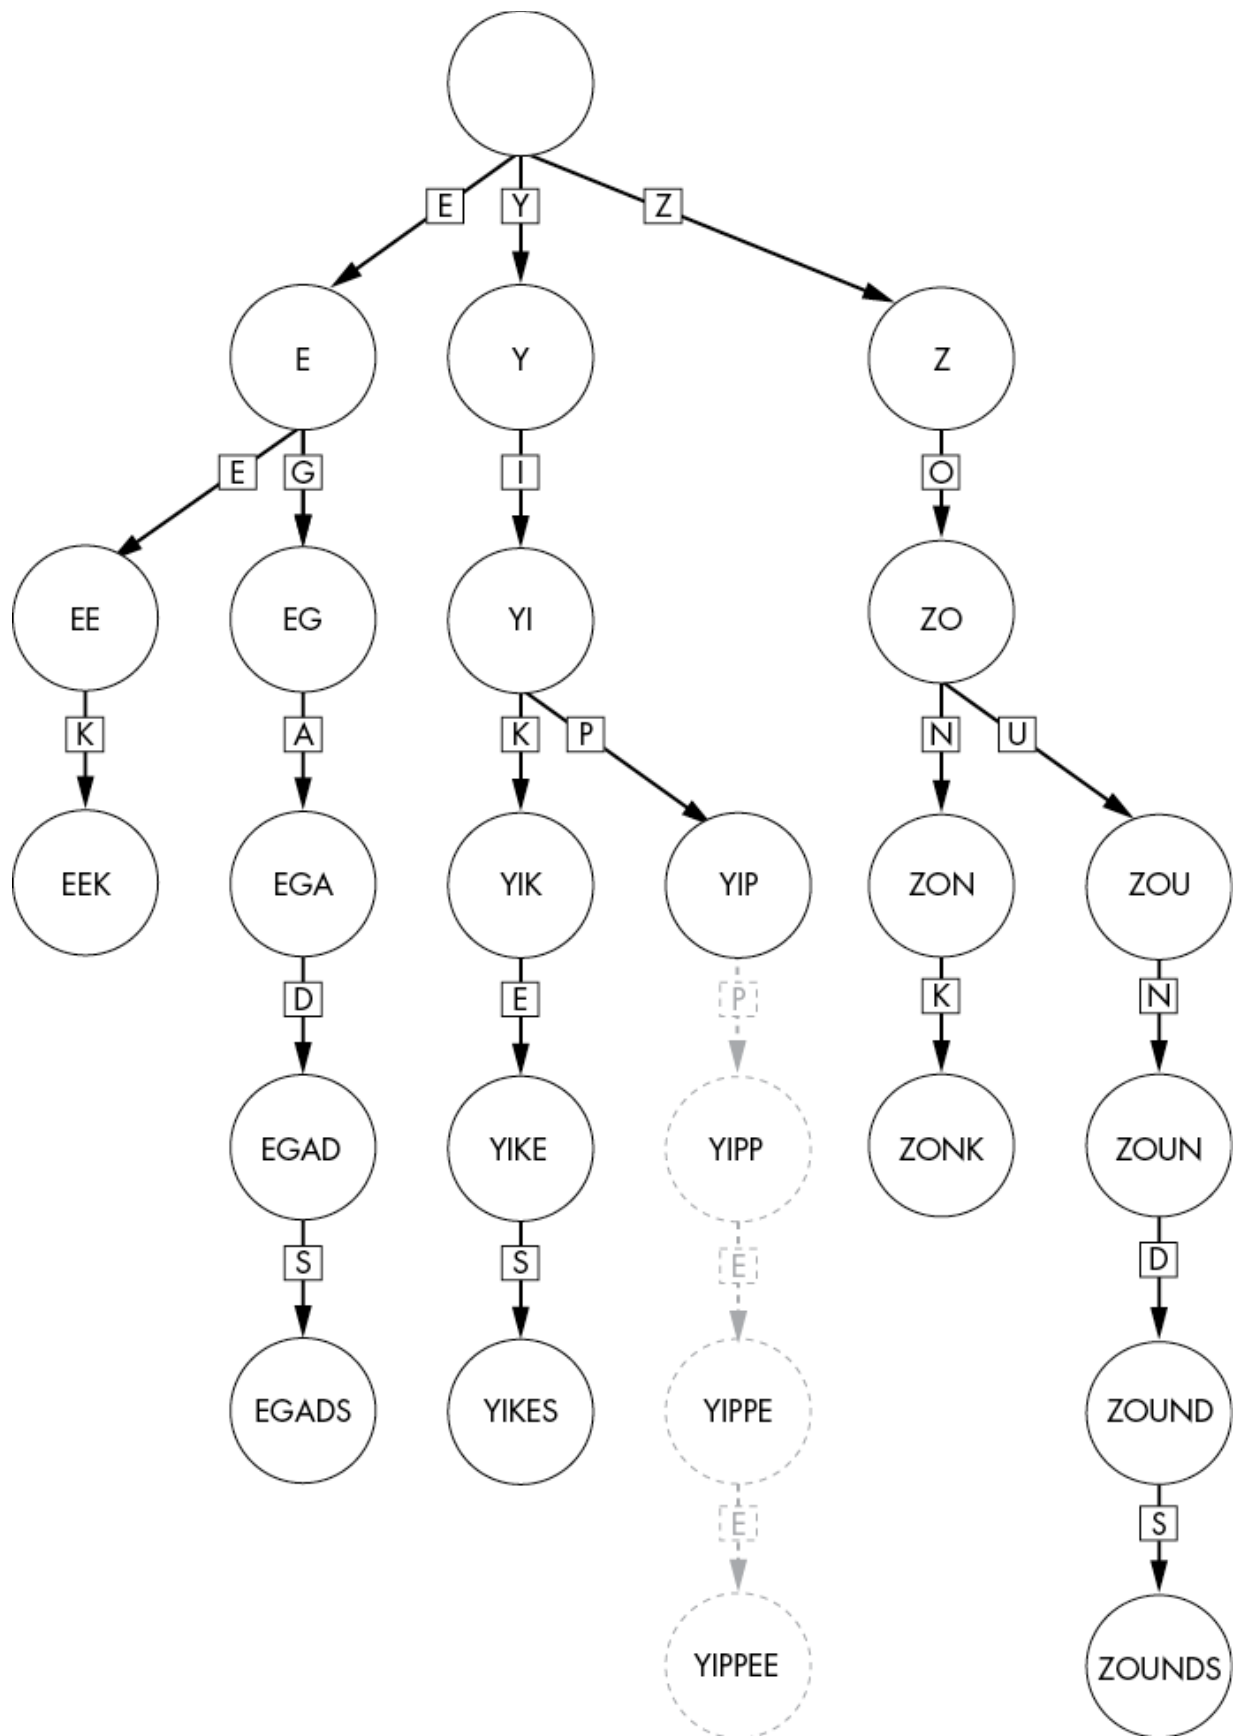 E Y Z
E Y Z
E G I O
EE EG YI ZO
K A K P N U
EEK EGA YIK YIP ZON ZOU
D E P K N
EGAD YIKE YIPP ZONK ZOUN
S S E D
EGADS YIKES YIPPE ZOUND
E S
YIPPEE ZOUNDS